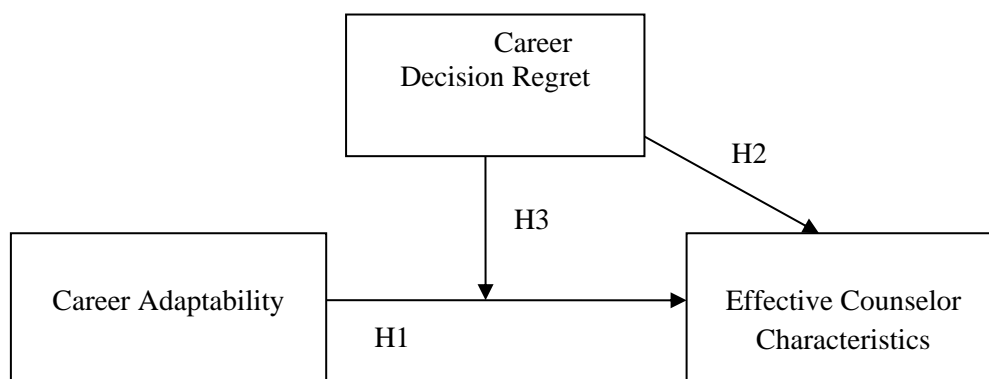 Career
Decision Regret
H2
H3
Career Adaptability
H1
Effective Counselor
Characteristics